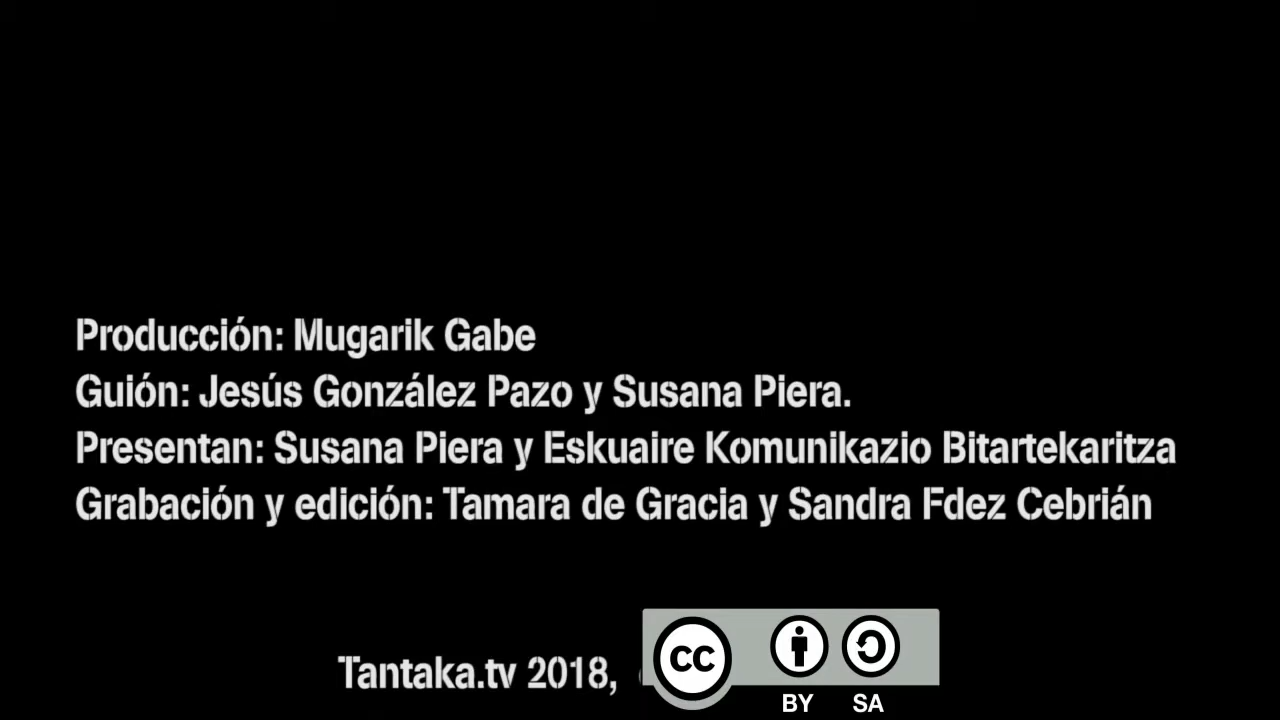 Producción: Mugarik Gabe
Guión: Jesús González Pazo y Susana Piera.
Presentan: Susana Piera y Eskuaire Komunikazio Bitartekaritza
Grabación y edición: Tamara de Gracia y Sandra Fdez Cebrián
Tantaka.tv 2018,
CC
BY SA